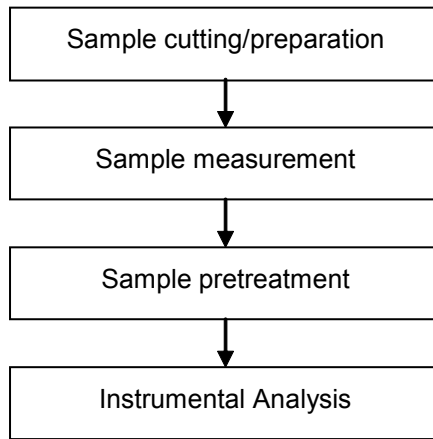 Sample cutting/preparation
Sample measurement
Sample pretreatment
Instrumental Analysis